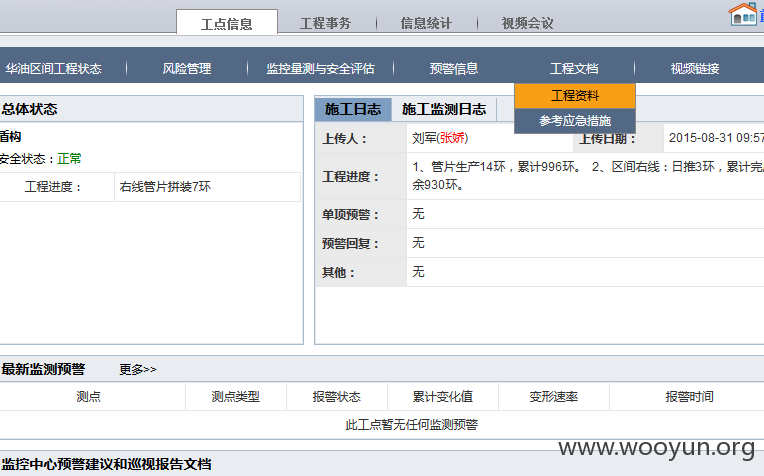 工点信息 工程事务 信息统计 视频会议
华油区间工程状态 风险管理 监控量测与安全评估 预警信息 工程文档 视频链接
工程资料
参考应急措施
总体状态
盾构
安全状态：正常
工程进度： 右线管片拼装7环
施工日志 施工监测日志
上传人： 刘军(张娇) 上传日期： 2015-08-31 09:57
工程进度： 1、管片生产14环，累计996环。 2、区间右线：日推3环，累计完
余930环。
单项预警： 无
预警回复： 无
其他： 无
最新监测预警 更多>>
测点 测点类型 报警状态 累计变化值 变形速率 报警时间
此工点暂无任何监测预警
监控中心预警建议和巡视报告文档
www.wooyun.org